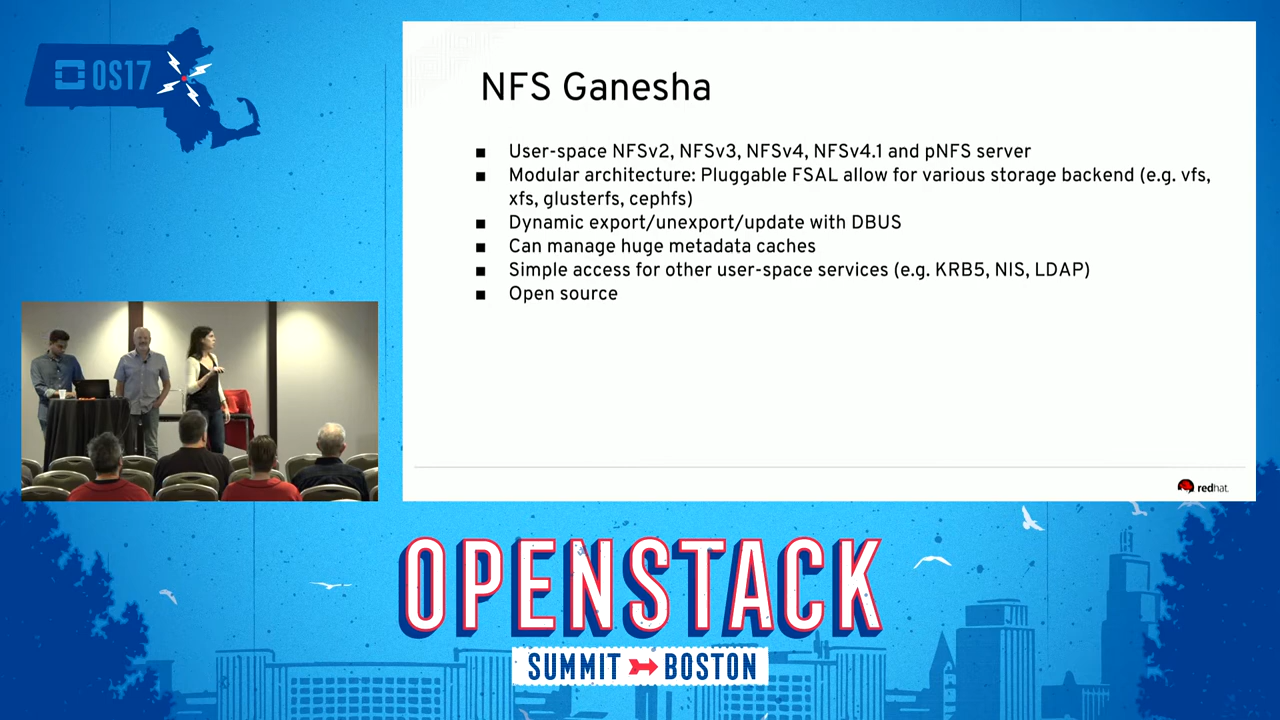 OS17
NFS Ganesha
■ User-space NFSv2, NFSv3, NFSv4, NFSv4.1 and pNFS server
■ Modular architecture: Pluggable FSAL allow for various storage backend (e.g. vfs,
xfs, glusterfs, cephfs)
■ Dynamic export/unexport/update with DBUS
■ Can manage huge metadata caches
■ Simple access for other user-space services (e.g. KRB5, NIS, LDAP)
■ Open source
redhat.
OPENSTACK
SUMMIT BOSTON